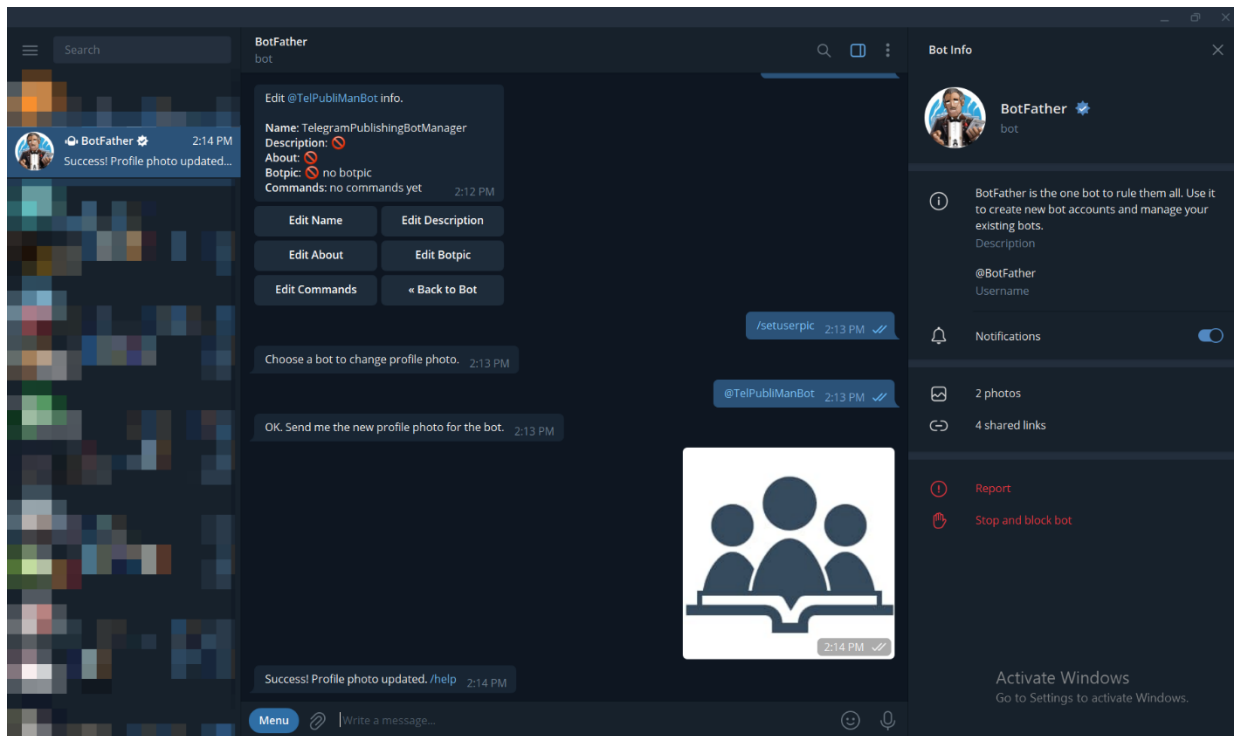 Search
BotFather
2:14 PM
Success! Profile photo updated...
BotFather
bot
Edit @TelPubliManBot info.
Name: TelegramPublishingBotManager
Description: 🚫
About: 🚫
Botpic: 🚫 no botpic
Commands: no commands yet 2:12 PM
Edit Name Edit Description
Edit About Edit Botpic
Edit Commands « Back to Bot
/setuserpic 2:13 PM
Choose a bot to change profile photo. 2:13 PM
@TelPubliManBot 2:13 PM
OK. Send me the new profile photo for the bot. 2:13 PM
2:14 PM
Success! Profile photo updated. /help 2:14 PM
Menu Write a message...
Bot Info
BotFather
bot
BotFather is the one bot to rule them all. Use it
to create new bot accounts and manage your
existing bots.
Description
@BotFather
Username
Notifications
2 photos
4 shared links
Report
Stop and block bot
Activate Windows
Go to Settings to activate Windows.